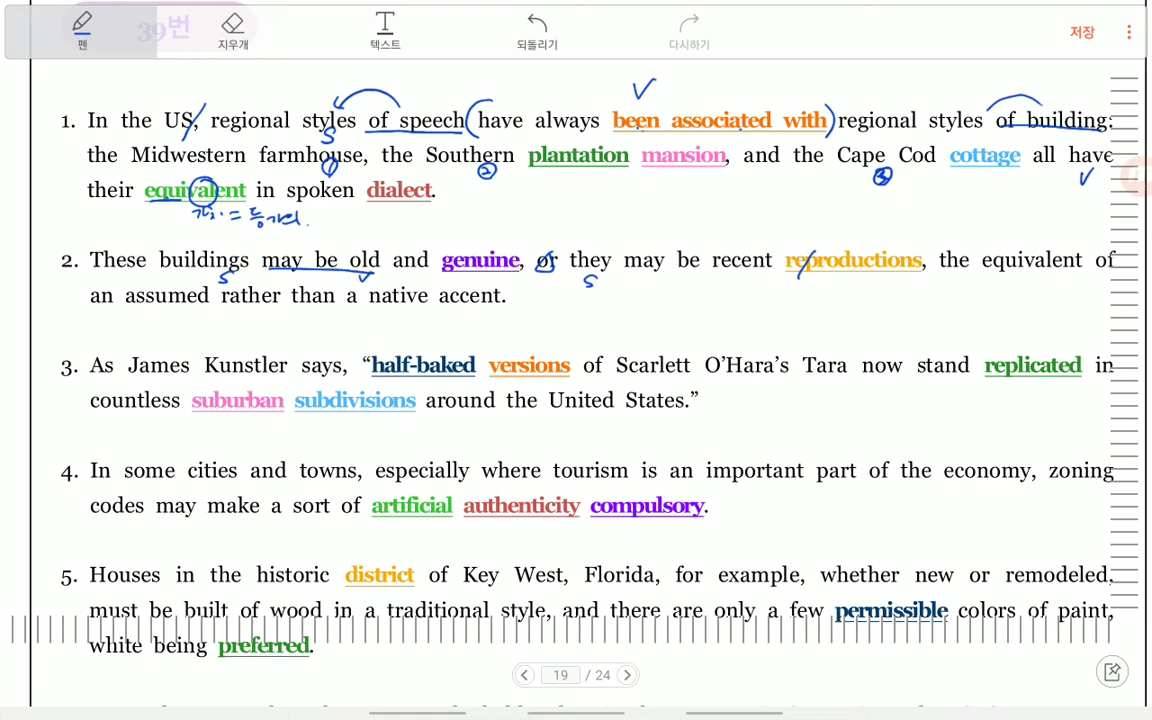 39번
펜 지우개 텍스트 되돌리기 다시하기 저장
1. In the US, regional styles of speech have always been associated with regional styles of building:
the Midwestern farmhouse, the Southern plantation mansion, and the Cape Cod cottage all have
their equivalent in spoken dialect.
2. These buildings may be old and genuine, or they may be recent reproductions, the equivalent of
an assumed rather than a native accent.
3. As James Kunstler says, “half-baked versions of Scarlett O’Hara’s Tara now stand replicated in
countless suburban subdivisions around the United States.”
4. In some cities and towns, especially where tourism is an important part of the economy, zoning
codes may make a sort of artificial authenticity compulsory.
5. Houses in the historic district of Key West, Florida, for example, whether new or remodeled,
must be built of wood in a traditional style, and there are only a few permissible colors of paint,
white being preferred.
19 / 24